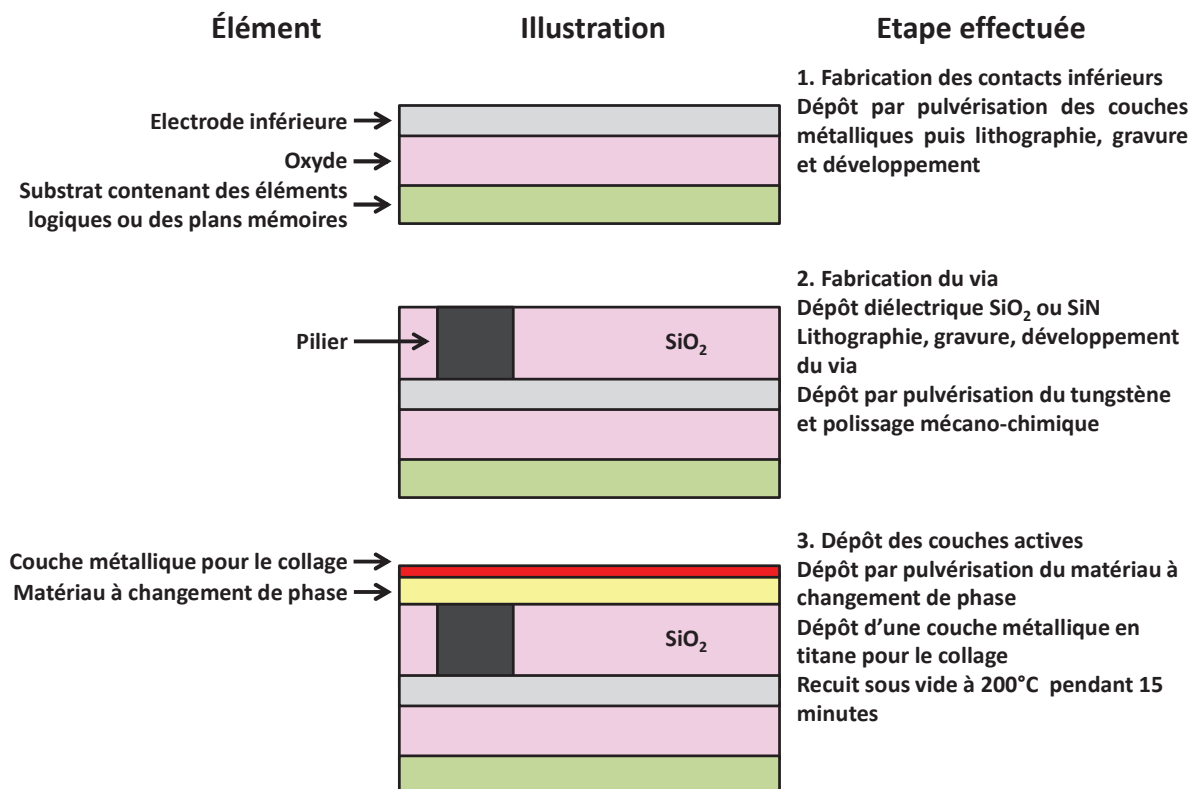 Élément Illustration Etape effectuée
1. Fabrication des contacts inférieurs
Dépôt par pulvérisation des couches
métalliques puis lithographie, gravure
et développement
Electrode inférieure
Oxyde
Substrat contenant des éléments
logiques ou des plans mémoires
2. Fabrication du via
Dépôt diélectrique SiO₂ ou SiN
Lithographie, gravure, développement
du via
Dépôt par pulvérisation du tungstène
et polissage mécano-chimique
Pilier
SiO₂
3. Dépôt des couches actives
Dépôt par pulvérisation du matériau à
changement de phase
Dépôt d'une couche métallique en
titane pour le collage
Recuit sous vide à 200°C pendant 15
minutes
Couche métallique pour le collage
Matériau à changement de phase
SiO₂